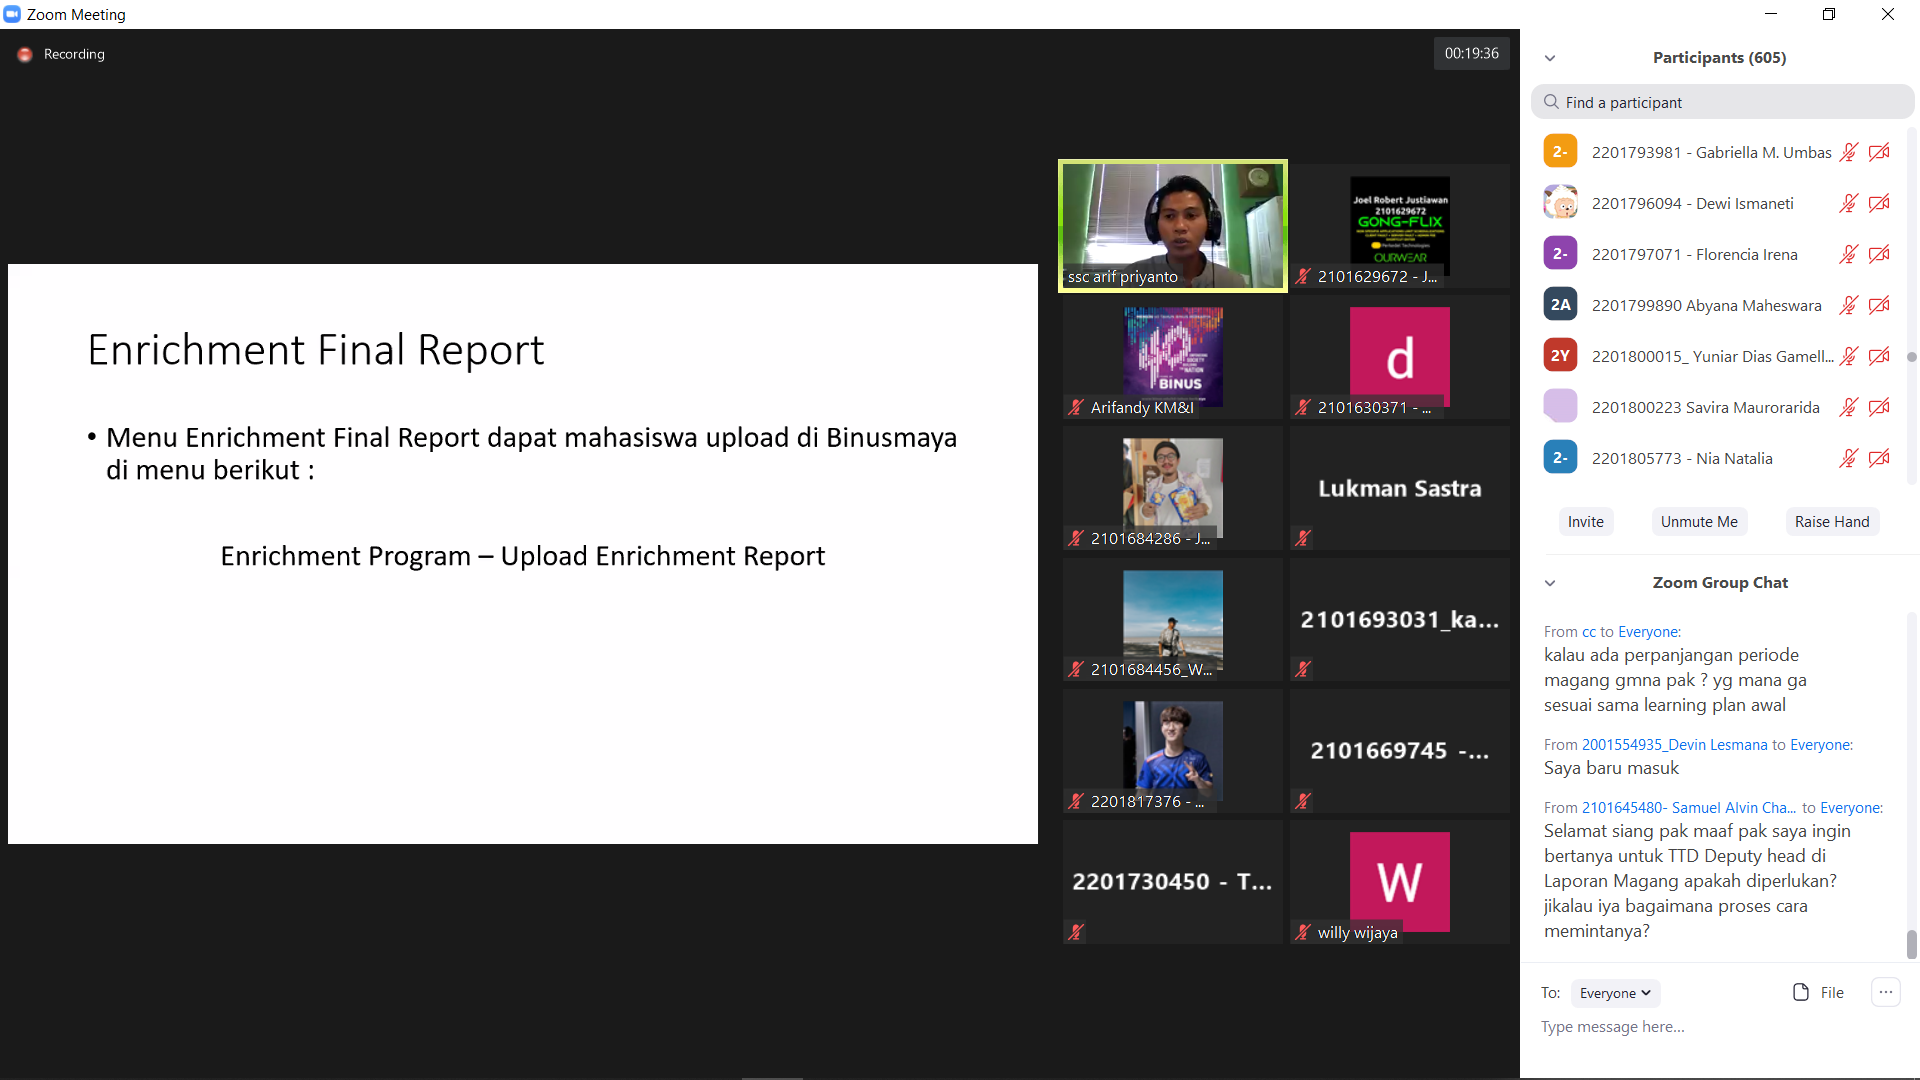 Zoom Meeting
Recording
00:19:36
Enrichment Final Report
• Menu Enrichment Final Report dapat mahasiswa upload di Binusmaya
di menu berikut :
Enrichment Program – Upload Enrichment Report
ssc arif priyanto
Joel Robert Justiawan
2101629672
GONG-FLIX
OURWEAR
2101629672 - J...
BINUS
Arifandy KM&I
d
2101630371 - ...
2101684286 - J...
Lukman Sastra
2101684456_W...
2101693031_ka...
2201817376 - ...
2101669745 -...
2201730450 - T...
W
willy wijaya
Participants (605)
Find a participant
2-
2201793981 - Gabriella M. Umbas
2201796094 - Dewi Ismaneti
2-
2201797071 - Florencia Irena
2A
2201799890 Abyana Maheswara
2Y
2201800015_ Yuniar Dias Gamell...
2201800223 Savira Maurorarida
2-
2201805773 - Nia Natalia
Invite
Unmute Me
Raise Hand
Zoom Group Chat
From cc to Everyone:
kalau ada perpanjangan periode
magang gmna pak ? yg mana ga
sesuai sama learning plan awal
From 2001554935_Devin Lesmana to Everyone:
Saya baru masuk
From 2101645480- Samuel Alvin Cha... to Everyone:
Selamat siang pak maaf pak saya ingin
bertanya untuk TTD Deputy head di
Laporan Magang apakah diperlukan?
jikalau iya bagaimana proses cara
memintanya?
To:
Everyone
File
Type message here...